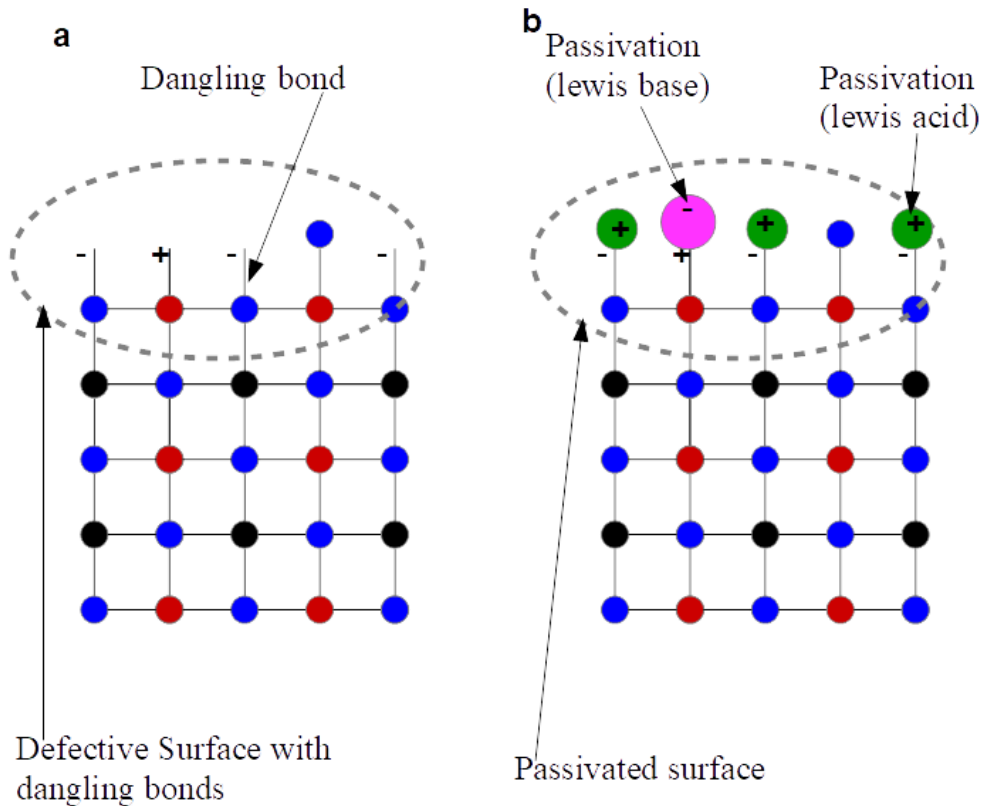 a
Dangling bond
- + - -
Defective Surface with
dangling bonds
b
Passivation
(lewis base)
Passivation
(lewis acid)
+ - + +
- + - -
Passivated surface